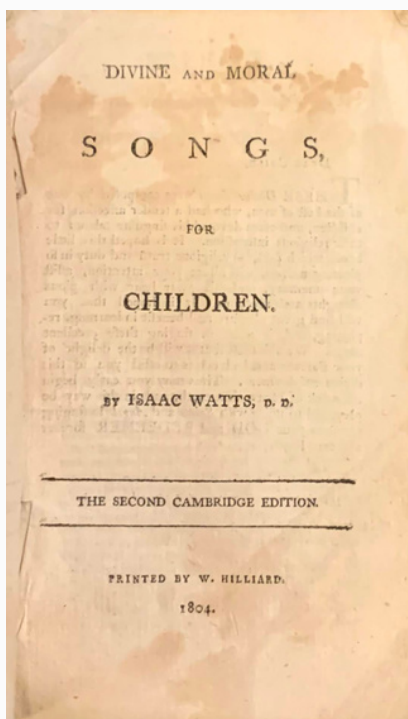 DIVINE AND MORAL
SONGS,
FOR
CHILDREN.
BY ISAAC WATTS, D. D.
THE SECOND CAMBRIDGE EDITION.
PRINTED BY W. HILLIARD.
1804.